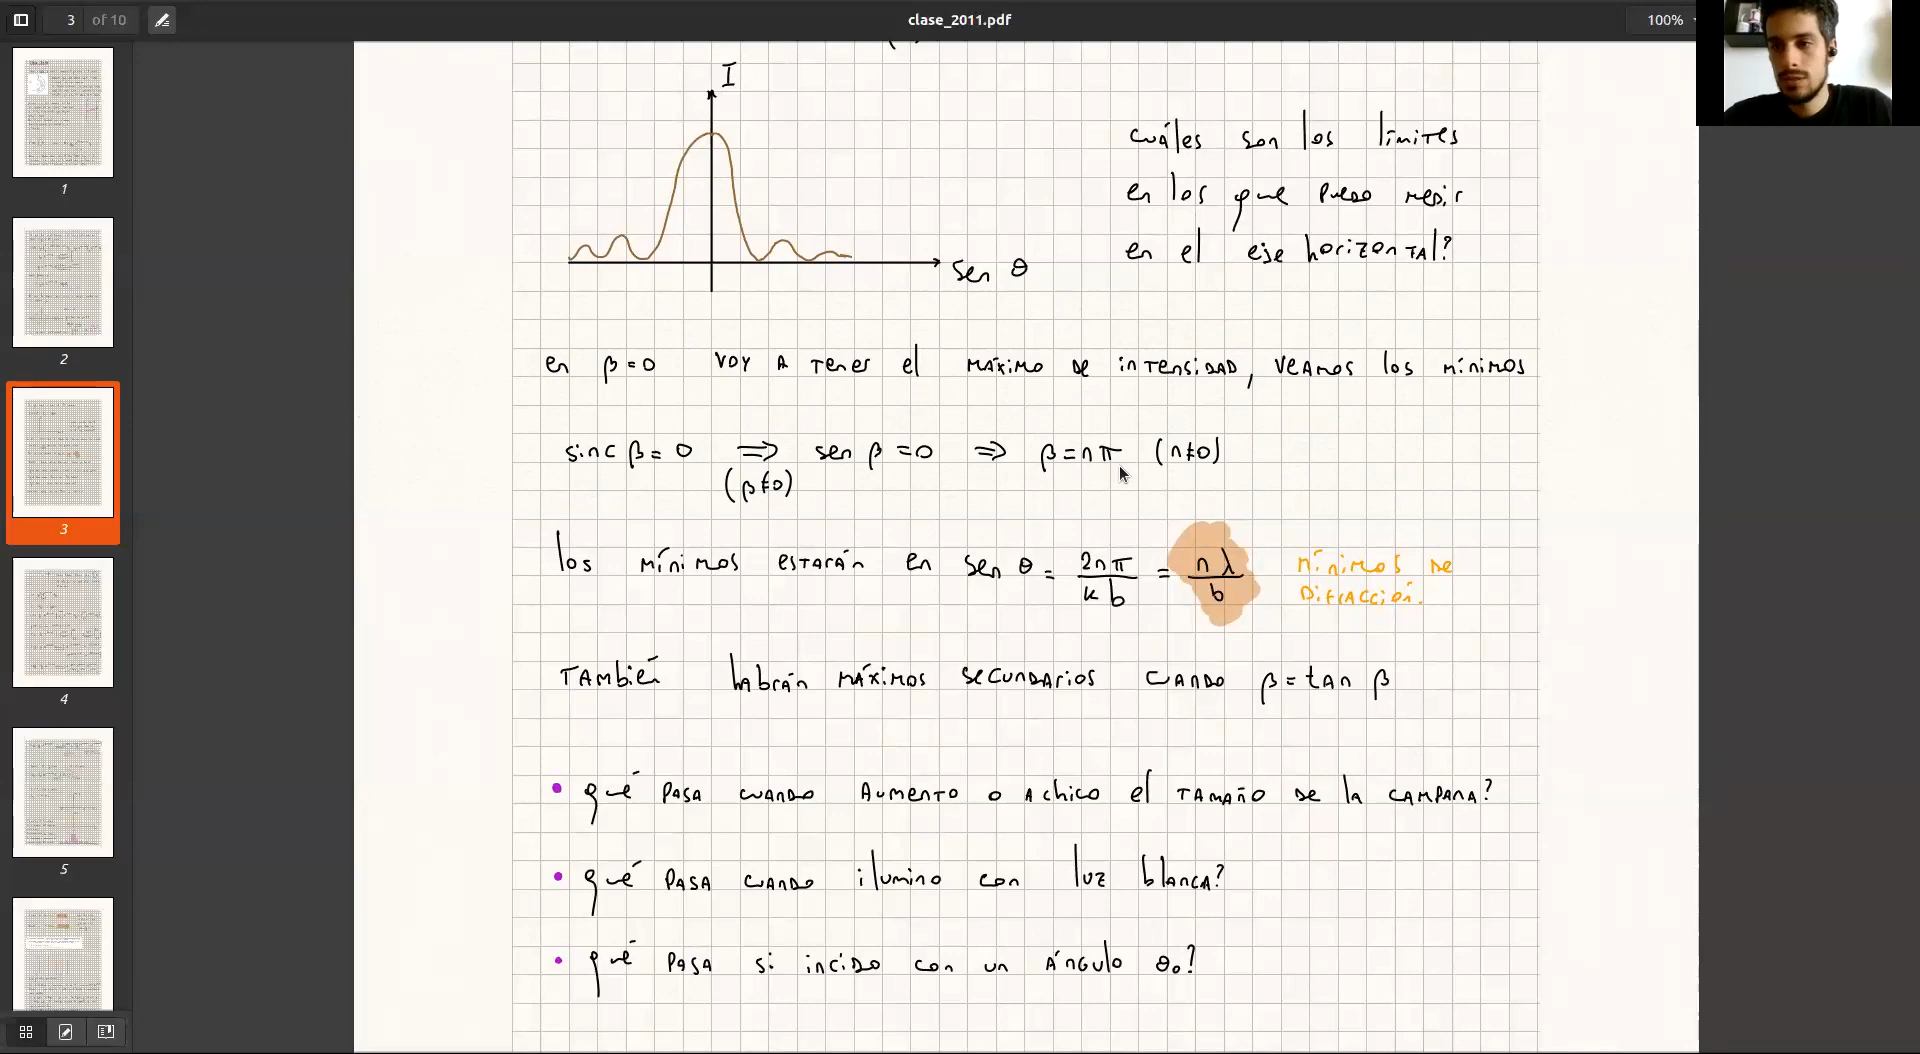 3 of 10
clase_2011.pdf
100%
1
2
3
4
5
I
sen θ
cuáles son los límites
en los que puedo medir
en el eje horizontal?
en β=0 voy a tener el máximo de intensidad, veamos los mínimos
sinc β = 0 ⟹ sen β = 0 ⟹ β = nπ (n≠0)
(β≠0)
los mínimos estarán en sen θ = 2nπ / kb = nλ / b mínimos de
difracción.
También habrán máximos secundarios cuando β = tan β
• qué pasa cuando aumento o achico el tamaño de la campana?
• qué pasa cuando ilumino con luz blanca?
• qué pasa si incido con un ángulo θ₀?